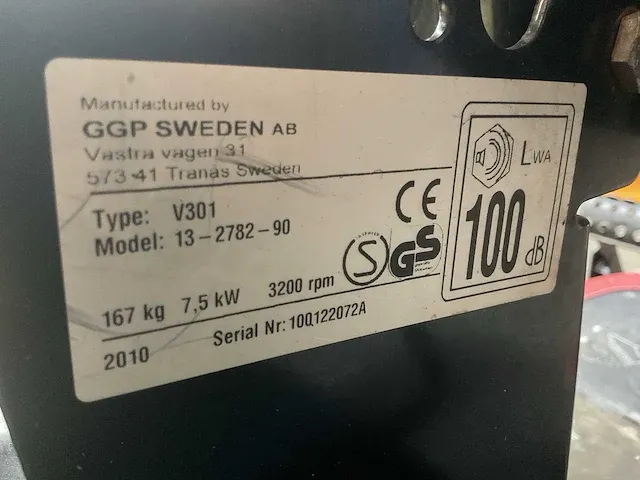 Manufactured by
GGP SWEDEN AB
Vastra vagen 31
573 41 Tranas Sweden
Type: V301
Model: 13-2782-90
167 kg 7,5 kW 3200 rpm
2010 Serial Nr: 10Q122072A
CE
S GS
LWA
100
dB